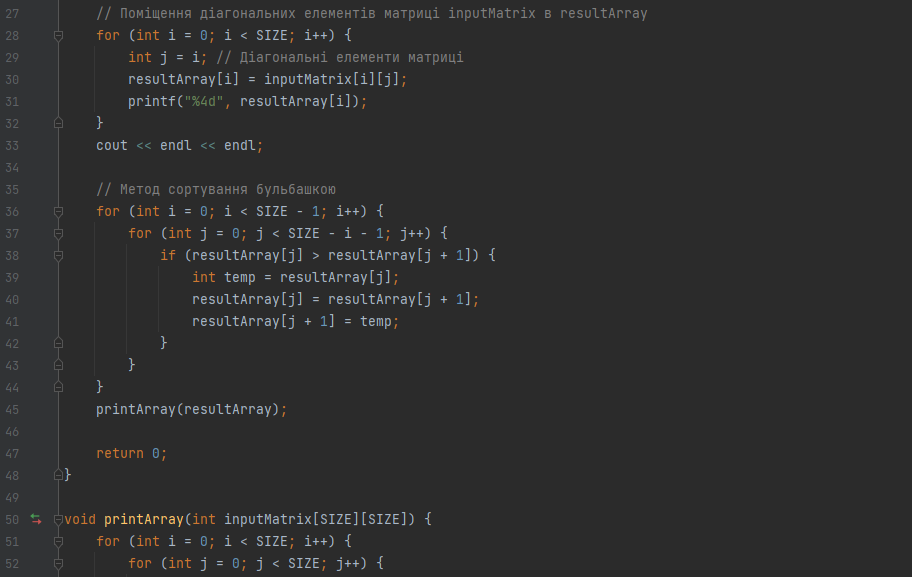 27 // Поміщення діагональних елементів матриці inputMatrix в resultArray
28 for (int i = 0; i < SIZE; i++) {
29 int j = i; // Діагональні елементи матриці
30 resultArray[i] = inputMatrix[i][j];
31 printf("%4d", resultArray[i]);
32 }
33 cout << endl << endl;
34
35 // Метод сортування бульбашкою
36 for (int i = 0; i < SIZE - 1; i++) {
37 for (int j = 0; j < SIZE - i - 1; j++) {
38 if (resultArray[j] > resultArray[j + 1]) {
39 int temp = resultArray[j];
40 resultArray[j] = resultArray[j + 1];
41 resultArray[j + 1] = temp;
42 }
43 }
44 }
45 printArray(resultArray);
46
47 return 0;
48 }
49
50 void printArray(int inputMatrix[SIZE][SIZE]) {
51 for (int i = 0; i < SIZE; i++) {
52 for (int j = 0; j < SIZE; j++) {